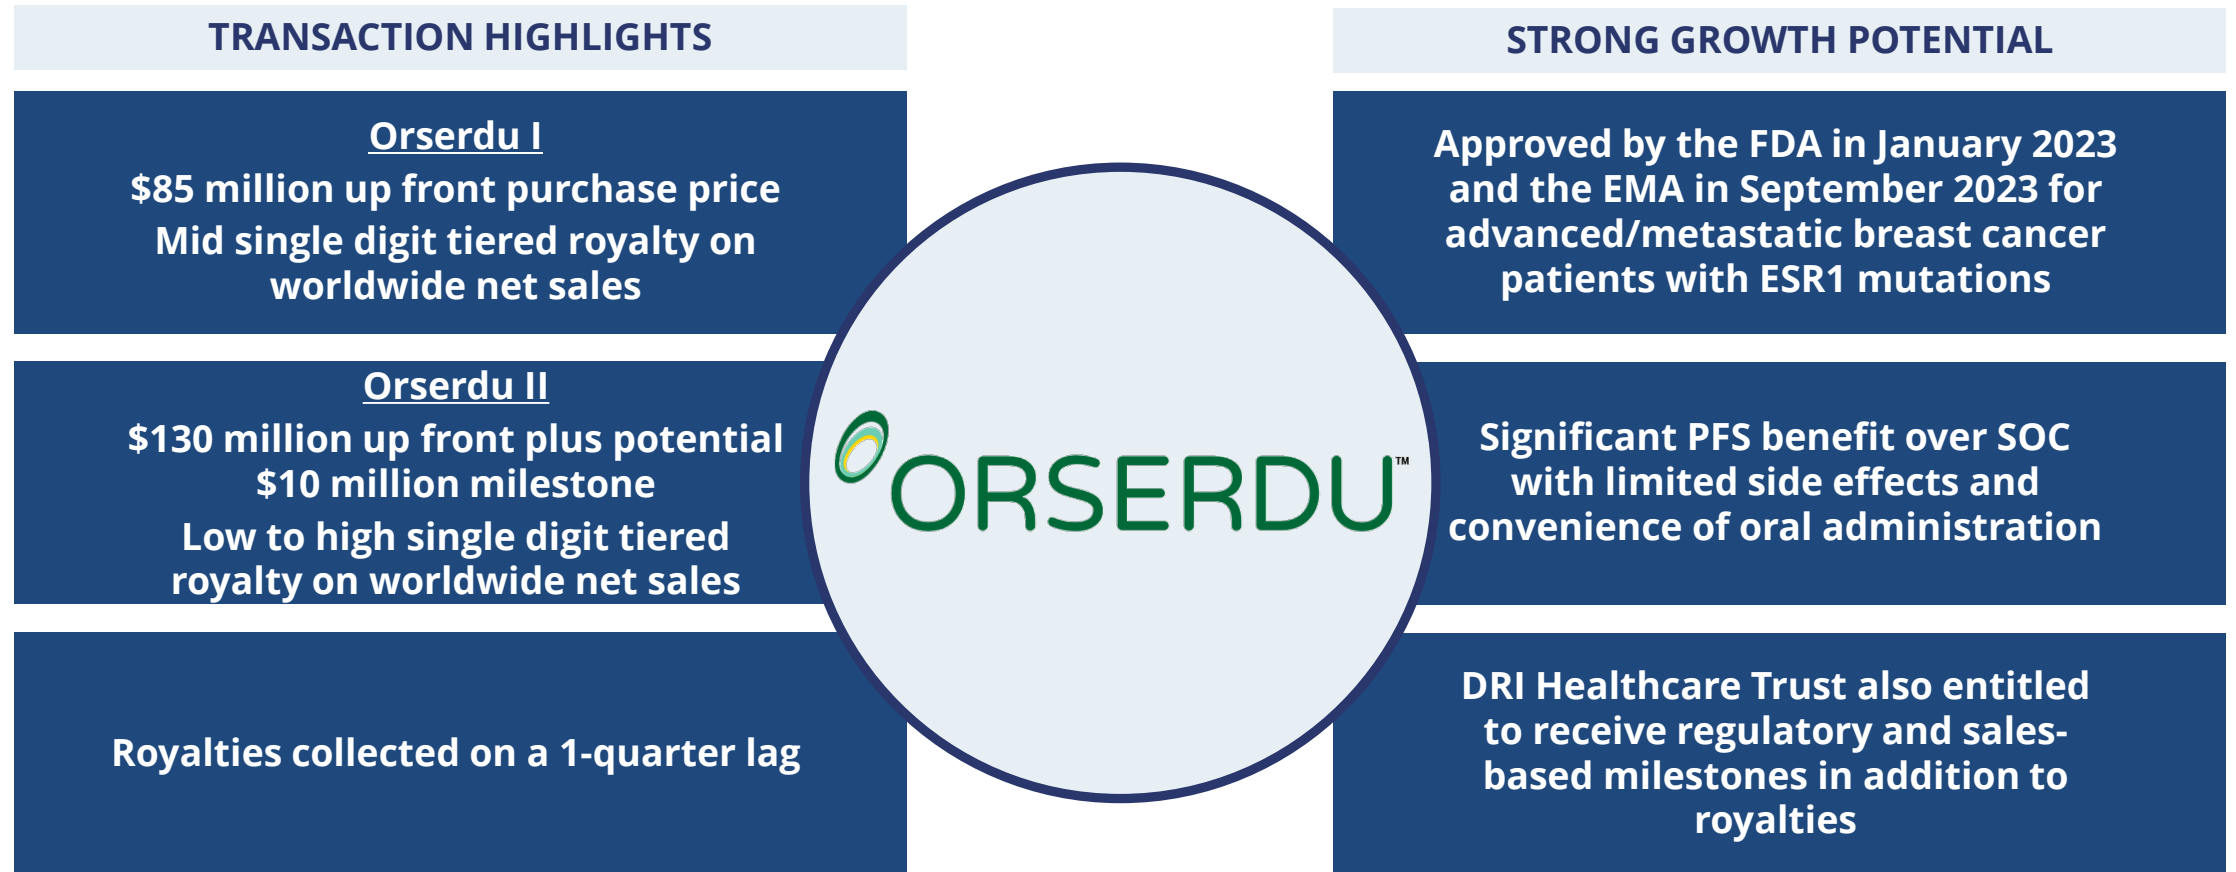 TRANSACTION HIGHLIGHTS
Orserdu I
$85 million up front purchase price
Mid single digit tiered royalty on
worldwide net sales
Orserdu II
$130 million up front plus potential
$10 million milestone
Low to high single digit tiered
royalty on worldwide net sales
Royalties collected on a 1-quarter lag
ORSERDU™
STRONG GROWTH POTENTIAL
Approved by the FDA in January 2023
and the EMA in September 2023 for
advanced/metastatic breast cancer
patients with ESR1 mutations
Significant PFS benefit over SOC
with limited side effects and
convenience of oral administration
DRI Healthcare Trust also entitled
to receive regulatory and sales-
based milestones in addition to
royalties